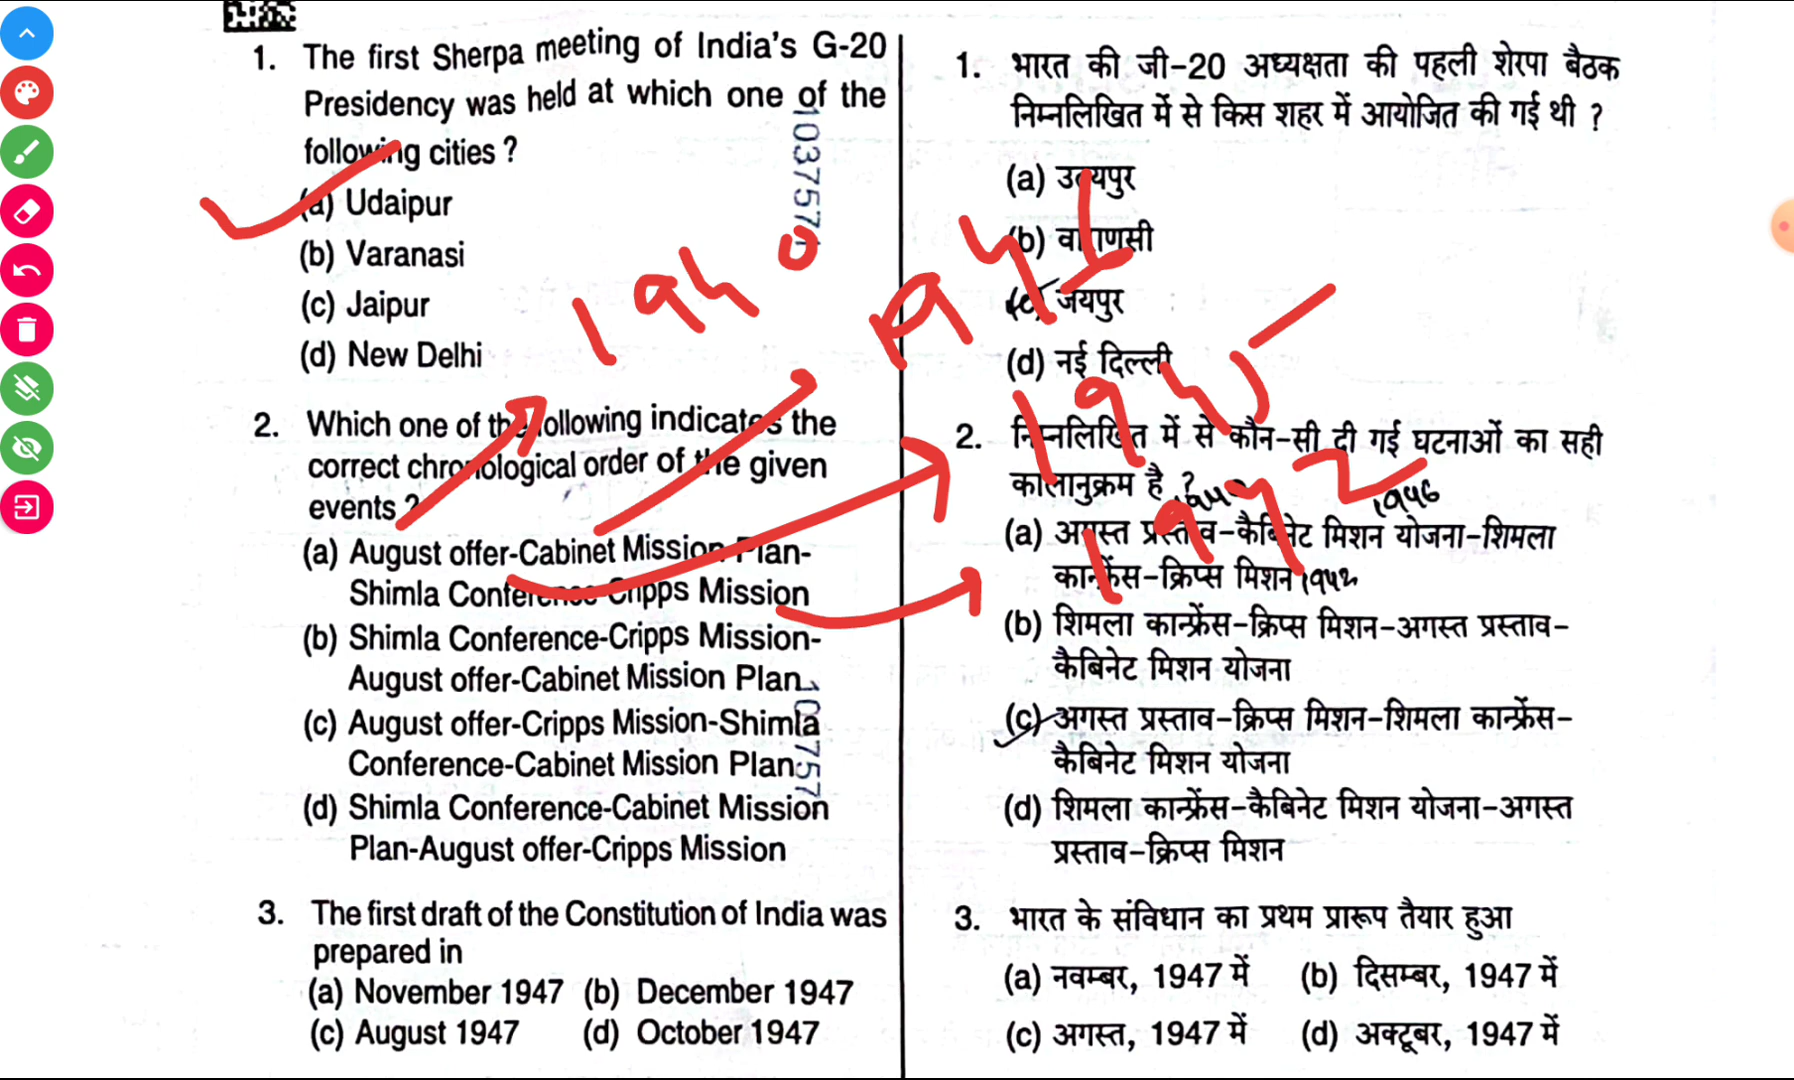 1. The first Sherpa meeting of India's G-20
Presidency was held at which one of the
following cities ?
(a) Udaipur
(b) Varanasi
(c) Jaipur
(d) New Delhi
2. Which one of the following indicates the
correct chronological order of the given
events ?
(a) August offer-Cabinet Mission Plan-
Shimla Conference-Cripps Mission
(b) Shimla Conference-Cripps Mission-
August offer-Cabinet Mission Plan
(c) August offer-Cripps Mission-Shimla
Conference-Cabinet Mission Plan
(d) Shimla Conference-Cabinet Mission
Plan-August offer-Cripps Mission
3. The first draft of the Constitution of India was
prepared in
(a) November 1947 (b) December 1947
(c) August 1947 (d) October 1947
1037571
103757
1940
1946
1945
1942
1. भारत की जी-20 अध्यक्षता की पहली शेरपा बैठक
निम्नलिखित में से किस शहर में आयोजित की गई थी ?
(a) उदयपुर
(b) वाराणसी
(c) जयपुर
(d) नई दिल्ली
2. निम्नलिखित में से कौन-सी दी गई घटनाओं का सही
कालानुक्रम है ?
1940 1946
(a) अगस्त प्रस्ताव-कैबिनेट मिशन योजना-शिमला
कान्फ्रेंस-क्रिप्स मिशन 1942
(b) शिमला कान्फ्रेंस-क्रिप्स मिशन-अगस्त प्रस्ताव-
कैबिनेट मिशन योजना
(c) अगस्त प्रस्ताव-क्रिप्स मिशन-शिमला कान्फ्रेंस-
कैबिनेट मिशन योजना
(d) शिमला कान्फ्रेंस-कैबिनेट मिशन योजना-अगस्त
प्रस्ताव-क्रिप्स मिशन
3. भारत के संविधान का प्रथम प्रारूप तैयार हुआ
(a) नवम्बर, 1947 में (b) दिसम्बर, 1947 में
(c) अगस्त, 1947 में (d) अक्टूबर, 1947 में